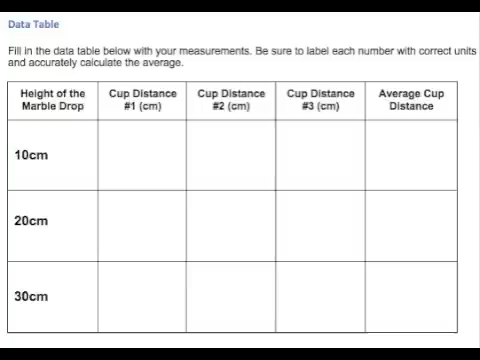 Data Table
Fill in the data table below with your measurements. Be sure to label each number with correct units
and accurately calculate the average.
Height of the Cup Distance Cup Distance Cup Distance Average Cup
Marble Drop #1 (cm) #2 (cm) #3 (cm) Distance
10cm
20cm
30cm